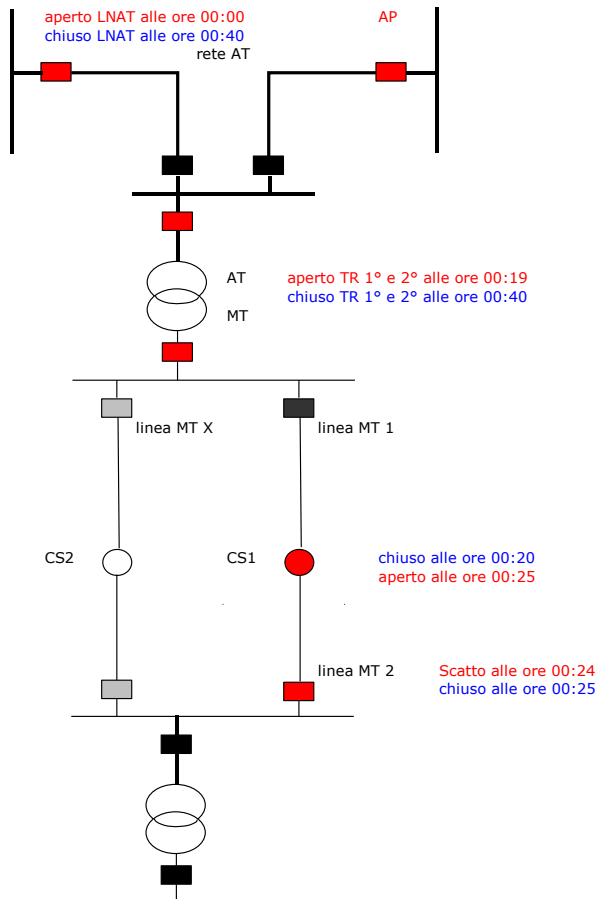 aperto LNAT alle ore 00:00
chiuso LNAT alle ore 00:40
rete AT
AP
AT
MT
aperto TR 1° e 2° alle ore 00:19
chiuso TR 1° e 2° alle ore 00:40
linea MT X
linea MT 1
CS2
CS1
chiuso alle ore 00:20
aperto alle ore 00:25
linea MT 2
Scatto alle ore 00:24
chiuso alle ore 00:25